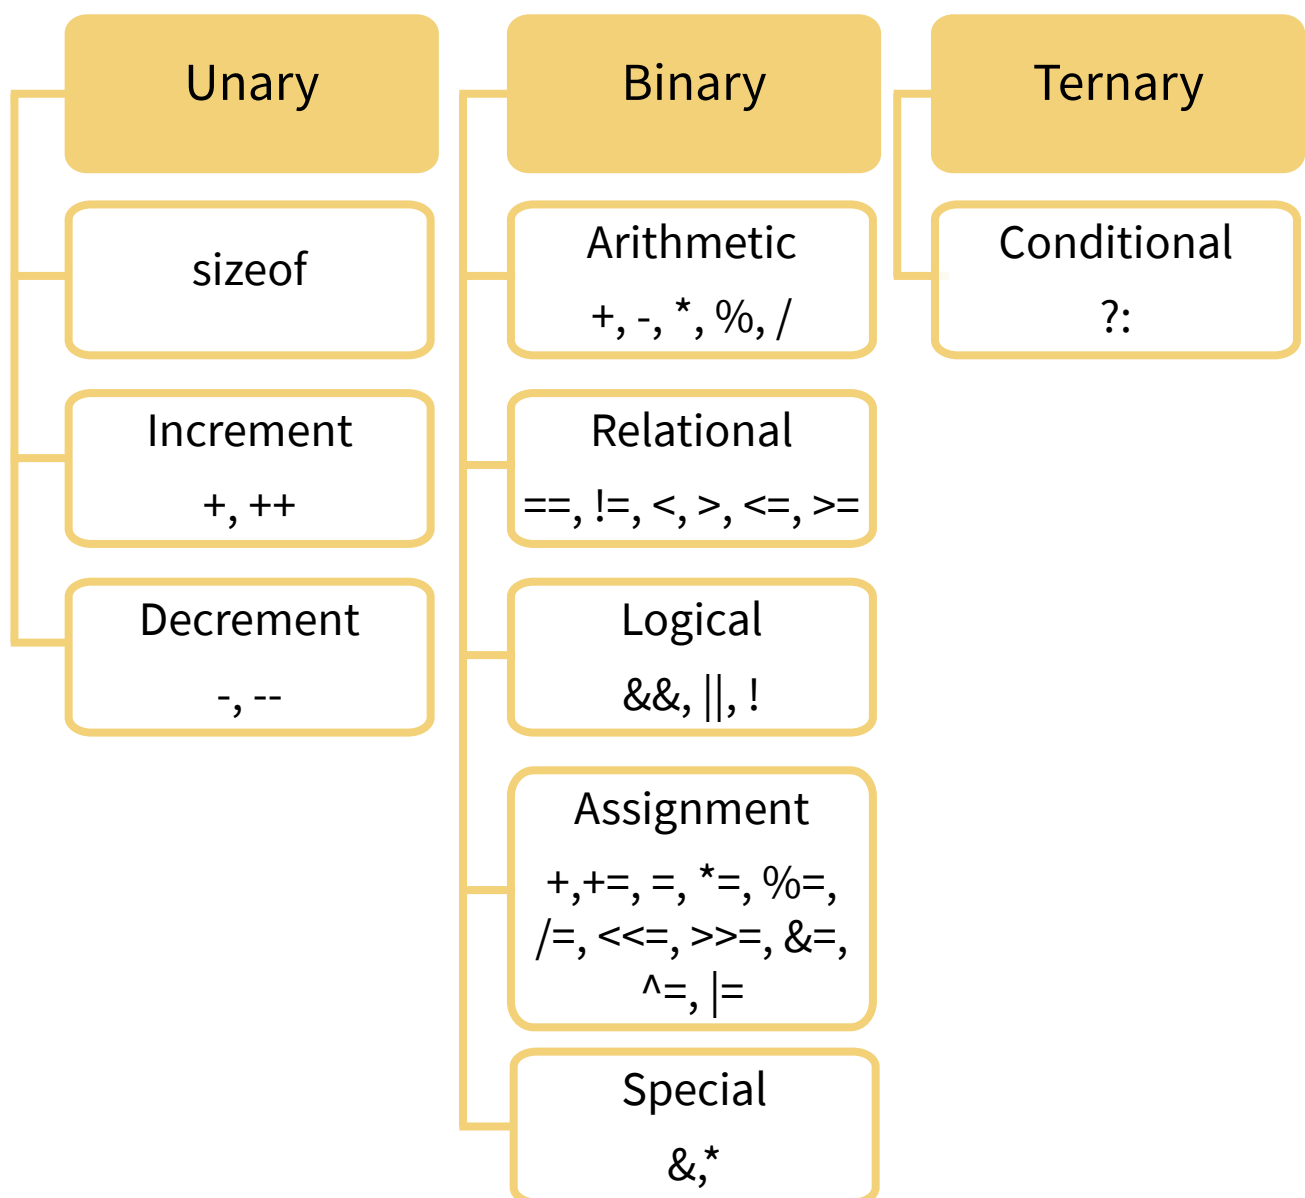 Unary
sizeof
Increment
+, ++
Decrement
-, --
Binary
Arithmetic
+, -, *, %, /
Relational
==, !=, <, >, <=, >=
Logical
&&, ||, !
Assignment
+,+=, =, *=, %=,
/=, <<=, >>=, &=,
^=, |=
Special
&,*
Ternary
Conditional
?: